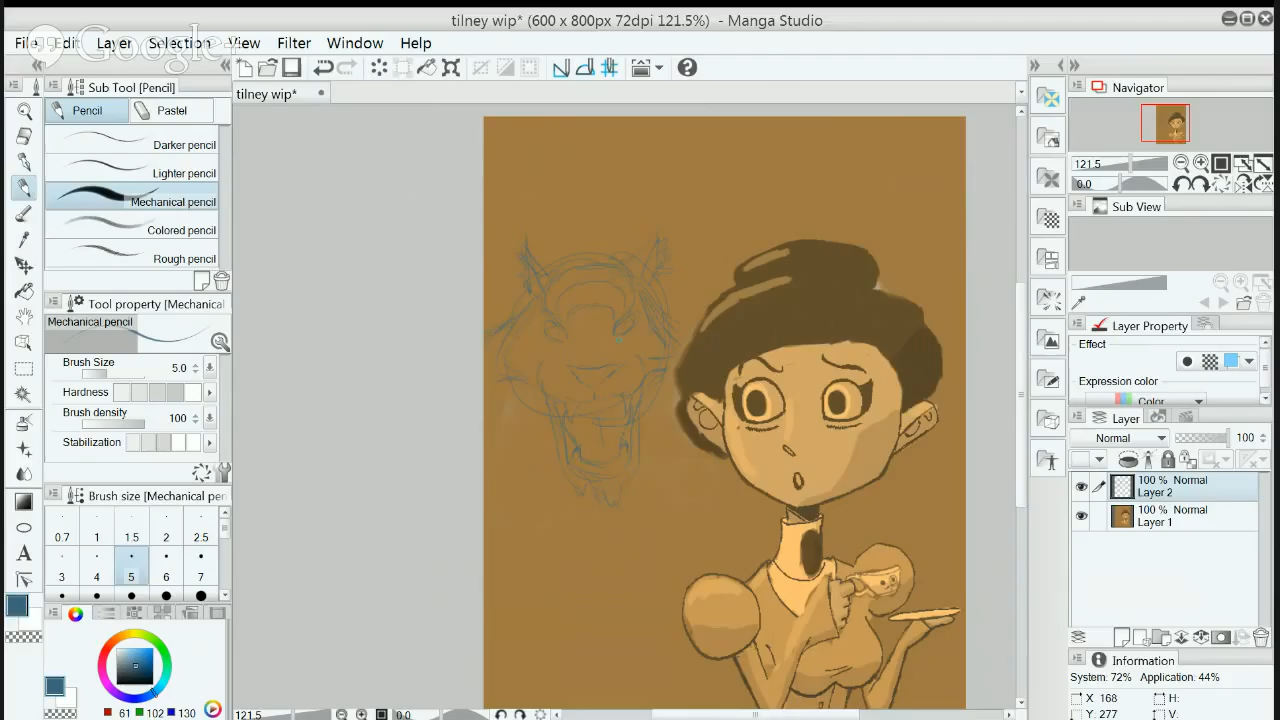 tilney wip* (600 x 800px 72dpi 121.5%) - Manga Studio
File Edit Layer Selection View Filter Window Help
Google+
Sub Tool [Pencil]
Pencil Pastel
Darker pencil
Lighter pencil
Mechanical pencil
Colored pencil
Rough pencil
Tool property [Mechanical
Mechanical pencil
Brush Size 5.0
Hardness
Brush density 100
Stabilization
Brush size [Mechanical pen
0.7 1 1.5 2 2.5
3 4 5 6 7
61 102 130
tilney wip*
121.5 0.0
Navigator
121.5
0.0
Sub View
Layer Property
Effect
Expression color
Color
Layer
Normal 100
100 % Normal
Layer 2
100 % Normal
Layer 1
Information
System: 72% Application: 44%
X 168 H:
Y: 277 V: